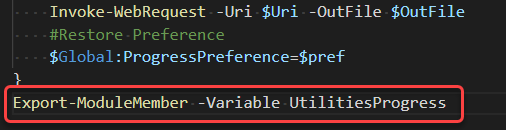 Invoke-WebRequest -Uri $Uri -OutFile $OutFile
#Restore Preference
$Global:ProgressPreference=$pref
}
Export-ModuleMember -Variable UtilitiesProgress